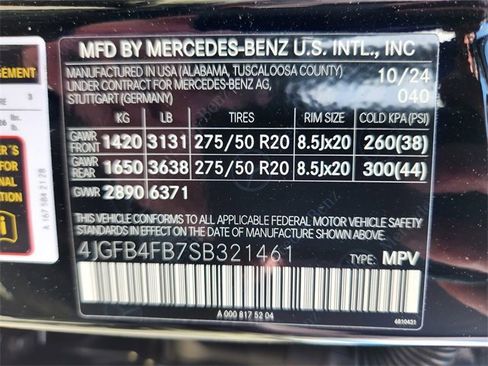 MFD BY MERCEDES-BENZ U.S. INTL., INC
MANUFACTURED IN USA (ALABAMA, TUSCALOOSA COUNTY) 10/24
UNDER CONTRACT FOR MERCEDES-BENZ AG,
STUTTGART (GERMANY) 040
KG LB TIRES RIM SIZE COLD KPA (PSI)
GAWR FRONT 1420 3131 275/50 R20 8.5Jx20 260(38)
GAWR REAR 1650 3638 275/50 R20 8.5Jx20 300(44)
GVWR 2890 6371
THIS VEHICLE CONFORMS TO ALL APPLICABLE FEDERAL MOTOR VEHICLE SAFETY
STANDARDS IN EFFECT ON THE DATE OF MANUFACTURE SHOWN ABOVE.
4JGFB4FB7SB321461 TYPE: MPV
A 000 817 52 04
A 167 584 21 28